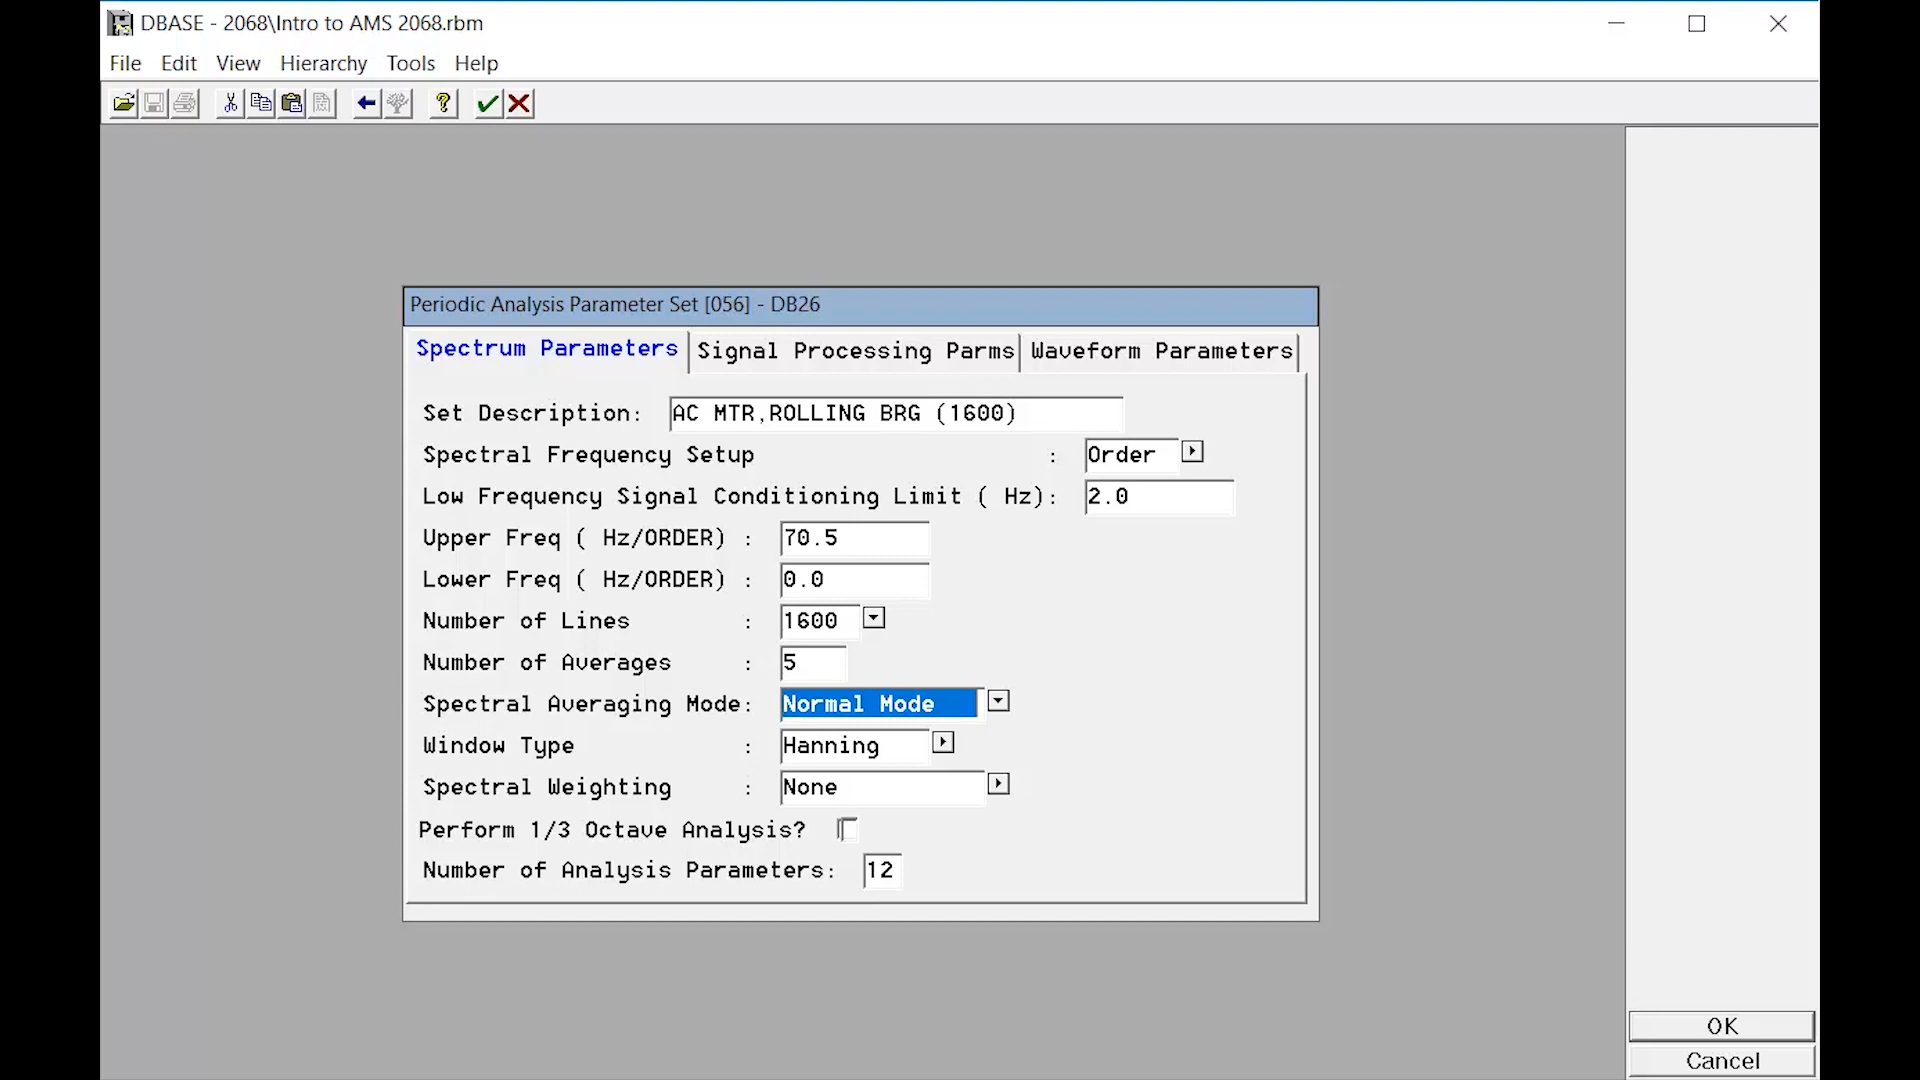 DBASE - 2068\Intro to AMS 2068.rbm
File Edit View Hierarchy Tools Help
Periodic Analysis Parameter Set [056] - DB26
Spectrum Parameters Signal Processing Parms Waveform Parameters
Set Description: AC MTR,ROLLING BRG (1600)
Spectral Frequency Setup : Order
Low Frequency Signal Conditioning Limit ( Hz): 2.0
Upper Freq ( Hz/ORDER) : 70.5
Lower Freq ( Hz/ORDER) : 0.0
Number of Lines : 1600
Number of Averages : 5
Spectral Averaging Mode: Normal Mode
Window Type : Hanning
Spectral Weighting : None
Perform 1/3 Octave Analysis?
Number of Analysis Parameters: 12
OK
Cancel